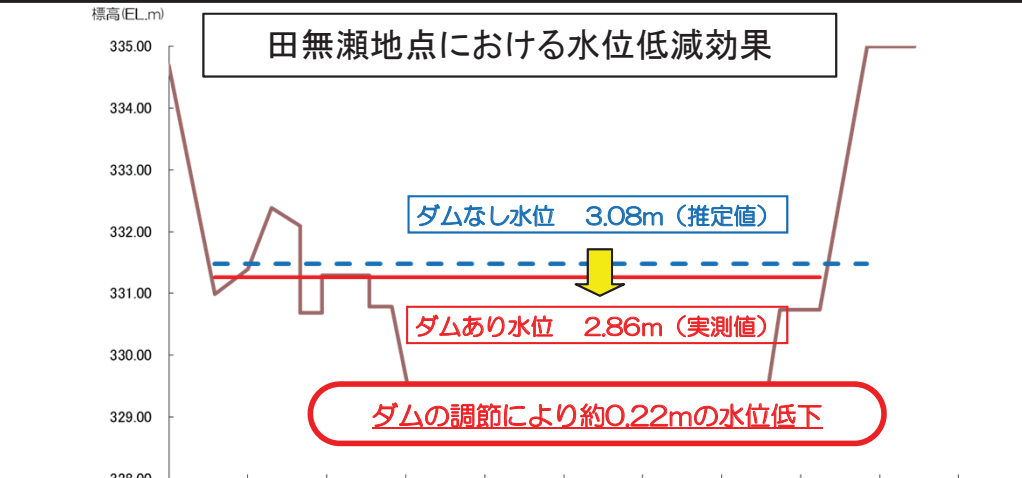 標高(EL.m)
田無瀬地点における水位低減効果
335.00
334.00
333.00
332.00
331.00
330.00
329.00
328.00
ダムなし水位 3.08m（推定値）
ダムあり水位 2.86m（実測値）
ダムの調節により約0.22mの水位低下